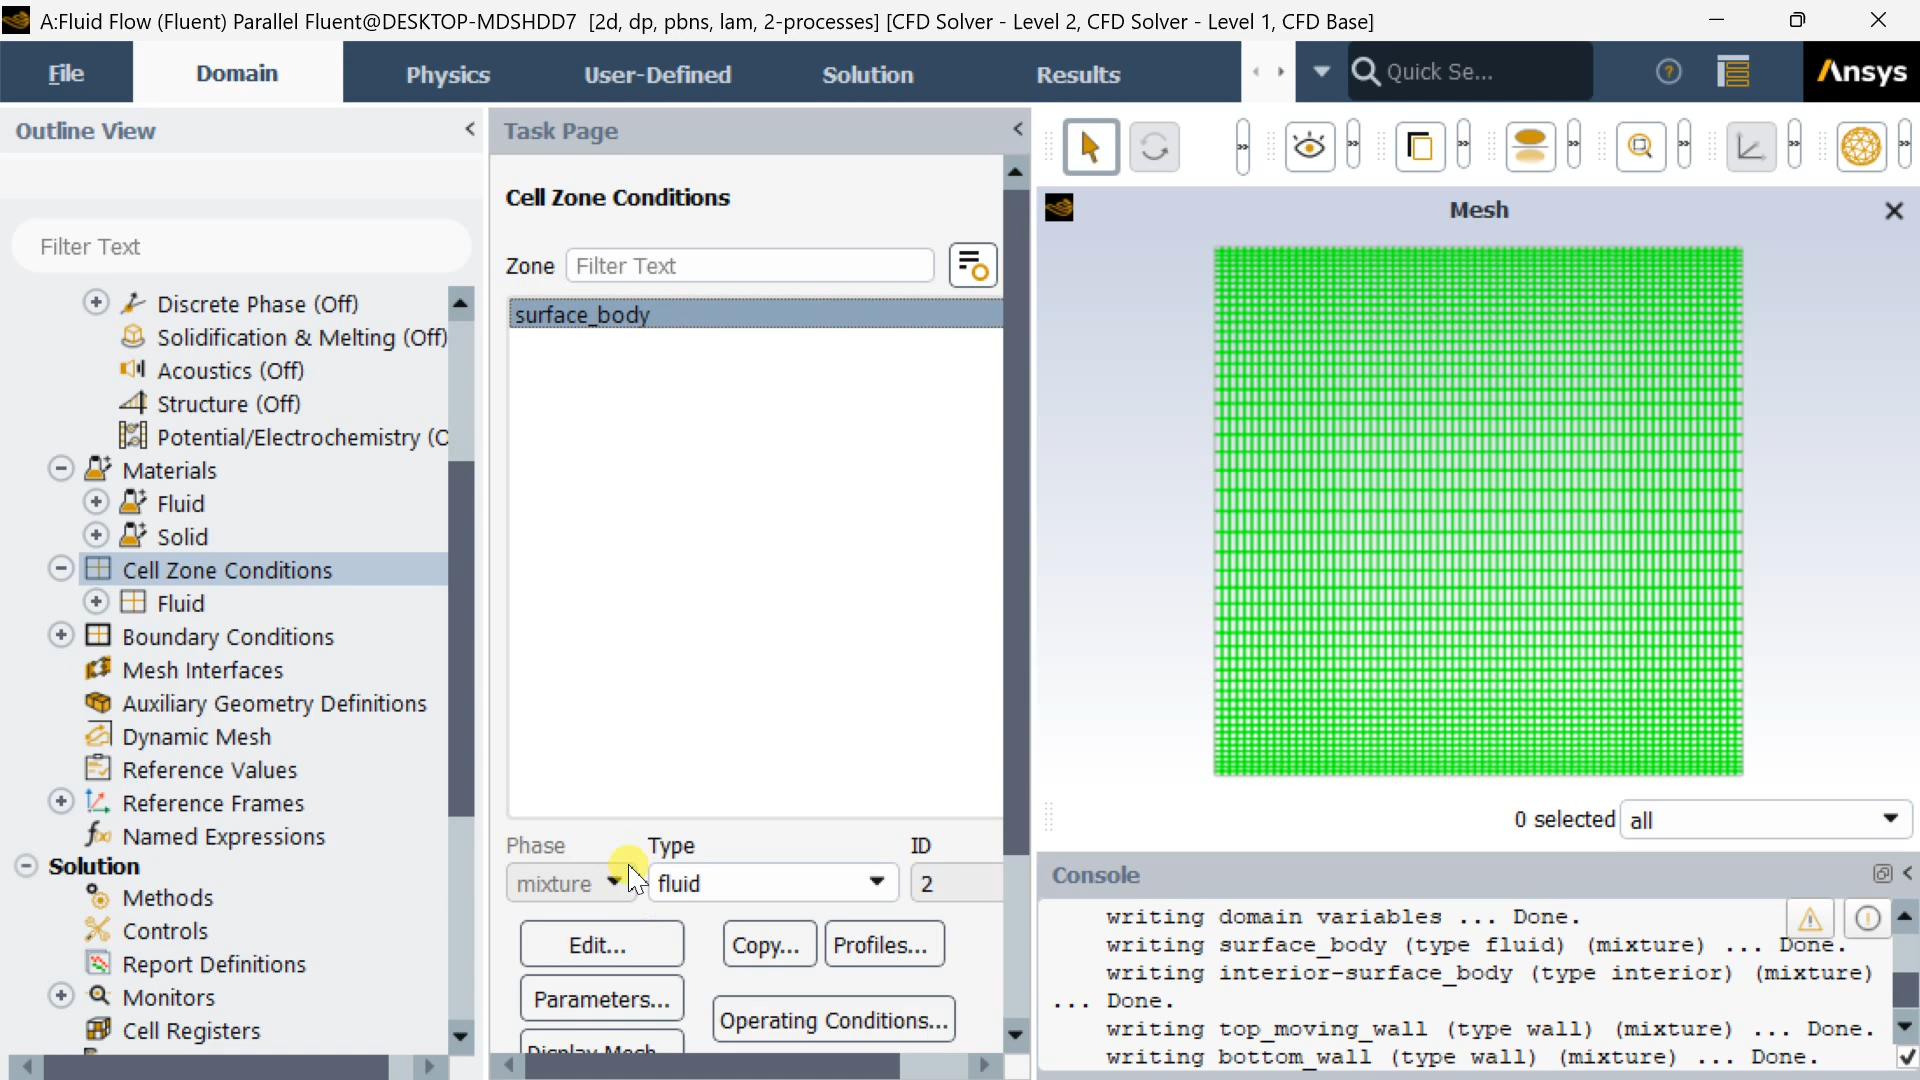 A:Fluid Flow (Fluent) Parallel Fluent@DESKTOP-MDSHDD7 [2d, dp, pbns, lam, 2-processes] [CFD Solver - Level 2, CFD Solver - Level 1, CFD Base]
File
Domain
Physics
User-Defined
Solution
Results
Quick Se...
Ansys
Outline View
Filter Text
Discrete Phase (Off)
Solidification & Melting (Off)
Acoustics (Off)
Structure (Off)
Potential/Electrochemistry (O
Materials
Fluid
Solid
Cell Zone Conditions
Fluid
Boundary Conditions
Mesh Interfaces
Auxiliary Geometry Definitions
Dynamic Mesh
Reference Values
Reference Frames
Named Expressions
Solution
Methods
Controls
Report Definitions
Monitors
Cell Registers
Task Page
Cell Zone Conditions
Zone Filter Text
surface_body
Phase Type ID
mixture fluid 2
Edit... Copy... Profiles...
Parameters...
Operating Conditions...
Display Mesh
Mesh
0 selected all
Console
writing domain variables ... Done.
writing surface_body (type fluid) (mixture) ... Done.
writing interior-surface_body (type interior) (mixture)
... Done.
writing top_moving_wall (type wall) (mixture) ... Done.
writing bottom_wall (type wall) (mixture) ... Done.